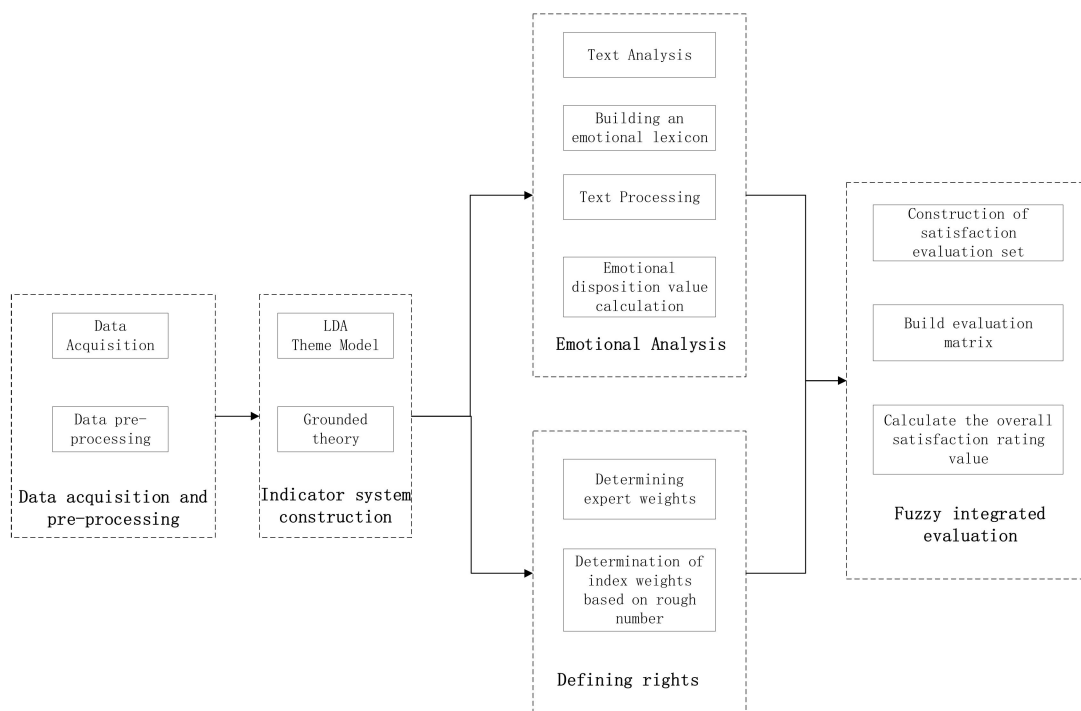 Data
Acquisition
Data pre-
processing
Data acquisition and
pre-processing
LDA
Theme Model
Grounded
theory
Indicator system
construction
Text Analysis
Building an
emotional lexicon
Text Processing
Emotional
disposition value
calculation
Emotional Analysis
Determining
expert weights
Determination of
index weights
based on rough
number
Defining rights
Construction of
satisfaction
evaluation set
Build evaluation
matrix
Calculate the overall
satisfaction rating
value
Fuzzy integrated
evaluation